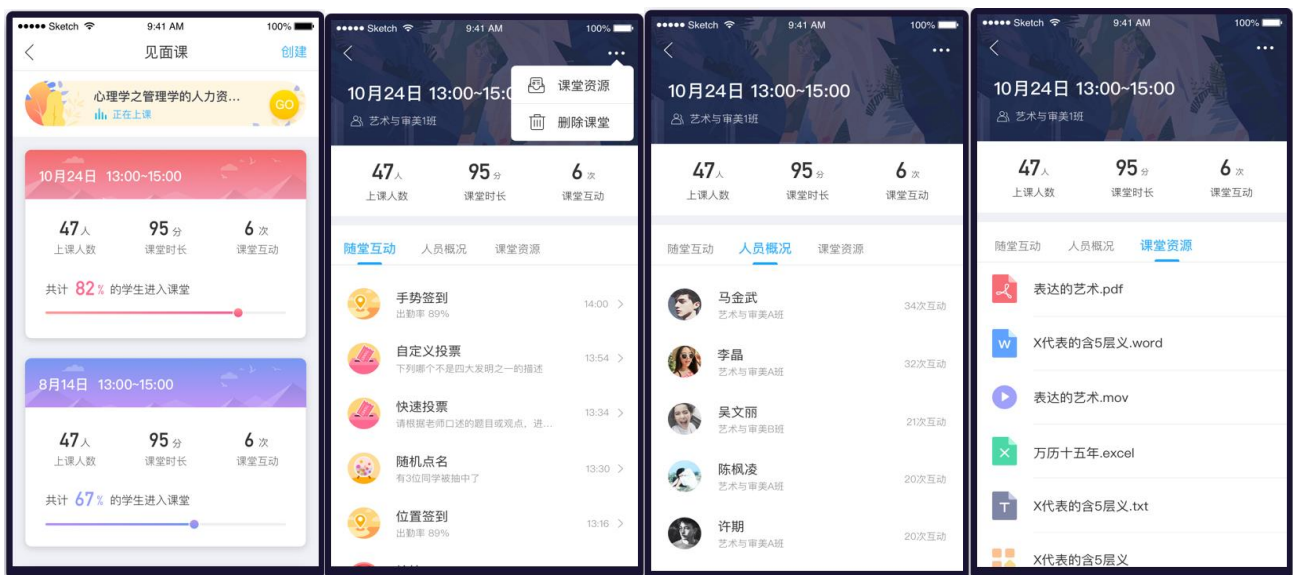 Sketch 9:41 AM 100%
见面课 创建
心理学之管理学的人力资...
正在上课
GO
10月24日 13:00~15:00
47人 95分 6次
上课人数 课堂时长 课堂互动
共计 82% 的学生进入课堂
8月14日 13:00~15:00
47人 95分 6次
上课人数 课堂时长 课堂互动
共计 67% 的学生进入课堂
Sketch 9:41 AM 100%
课堂资源
删除课堂
10月24日 13:00~15:0
艺术与审美1班
47人 95分 6次
上课人数 课堂时长 课堂互动
随堂互动 人员概况 课堂资源
手势签到
出勤率 89%
14:00
自定义投票
下列哪个不是四大发明之一的描述
13:54
快速投票
请根据老师口述的题目或观点，进...
13:34
随机点名
有3位同学被抽中了
13:30
位置签到
出勤率 89%
13:16
Sketch 9:41 AM 100%
10月24日 13:00~15:00
艺术与审美1班
47人 95分 6次
上课人数 课堂时长 课堂互动
随堂互动 人员概况 课堂资源
马金武
艺术与审美A班
34次互动
李晶
艺术与审美A班
32次互动
吴文丽
艺术与审美B班
21次互动
陈枫凌
艺术与审美A班
20次互动
许期
艺术与审美A班
20次互动
Sketch 9:41 AM 100%
10月24日 13:00~15:00
艺术与审美1班
47人 95分 6次
上课人数 课堂时长 课堂互动
随堂互动 人员概况 课堂资源
表达的艺术.pdf
W X代表的含5层义.word
表达的艺术.mov
万历十五年.excel
T X代表的含5层义.txt
X代表的含5层义